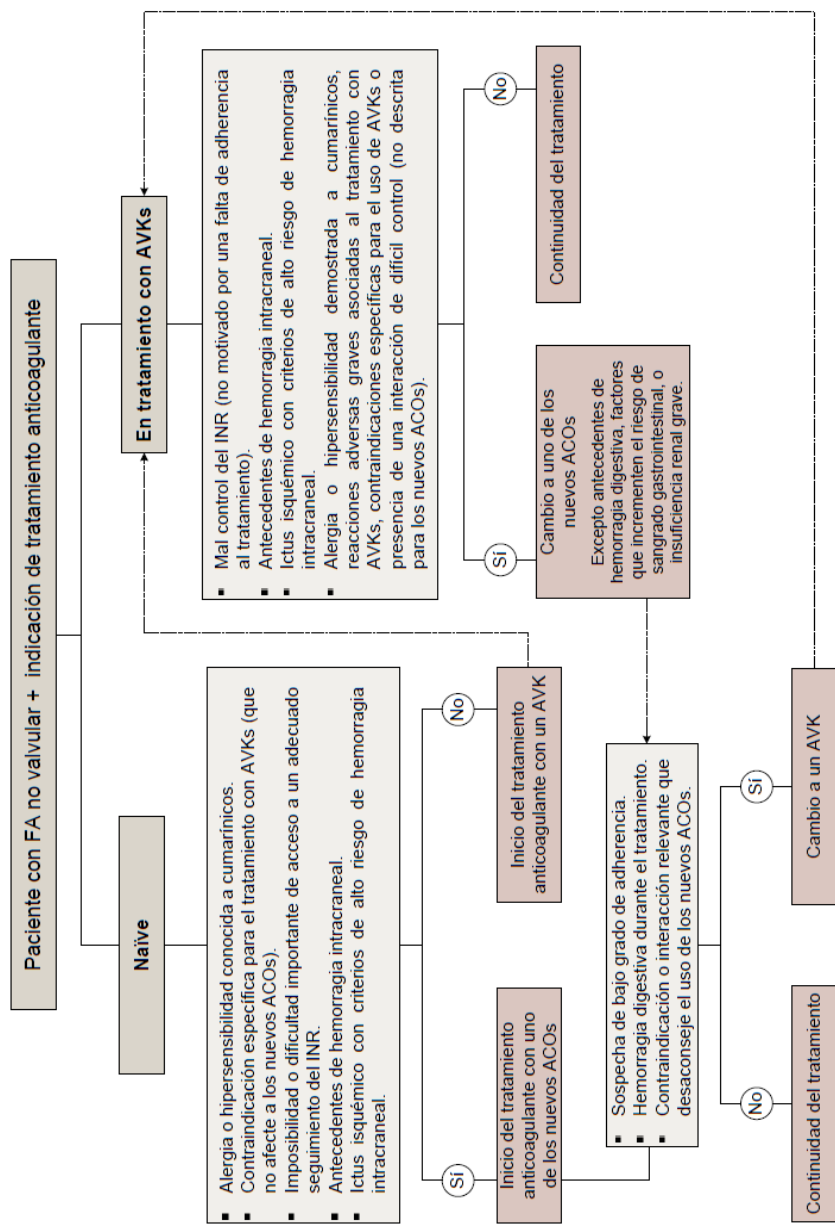 Paciente con FA no valvular + indicación de tratamiento anticoagulante
Naïve
En tratamiento con AVKs
▪ Alergia o hipersensibilidad conocida a cumarínicos.
▪ Contraindicación específica para el tratamiento con AVKs (que
no afecte a los nuevos ACOs).
▪ Imposibilidad o dificultad importante de acceso a un adecuado
seguimiento del INR.
▪ Antecedentes de hemorragia intracraneal.
▪ Ictus isquémico con criterios de alto riesgo de hemorragia
intracraneal.
▪ Mal control del INR (no motivado por una falta de adherencia
al tratamiento).
▪ Antecedentes de hemorragia intracraneal.
▪ Ictus isquémico con criterios de alto riesgo de hemorragia
intracraneal.
▪ Alergia o hipersensibilidad demostrada a cumarínicos,
reacciones adversas graves asociadas al tratamiento con
AVKs, contraindicaciones específicas para el uso de AVKs o
presencia de una interacción de difícil control (no descrita
para los nuevos ACOs).
Sí
No
Sí
No
Inicio del tratamiento
anticoagulante con uno
de los nuevos ACOs
Inicio del tratamiento
anticoagulante con un AVK
Cambio a uno de los
nuevos ACOs
Excepto antecedentes de
hemorragia digestiva, factores
que incrementen el riesgo de
sangrado gastrointestinal, o
insuficiencia renal grave.
Continuidad del tratamiento
▪ Sospecha de bajo grado de adherencia.
▪ Hemorragia digestiva durante el tratamiento.
▪ Contraindicación o interacción relevante que
desaconseje el uso de los nuevos ACOs.
No
Sí
Continuidad del tratamiento
Cambio a un AVK